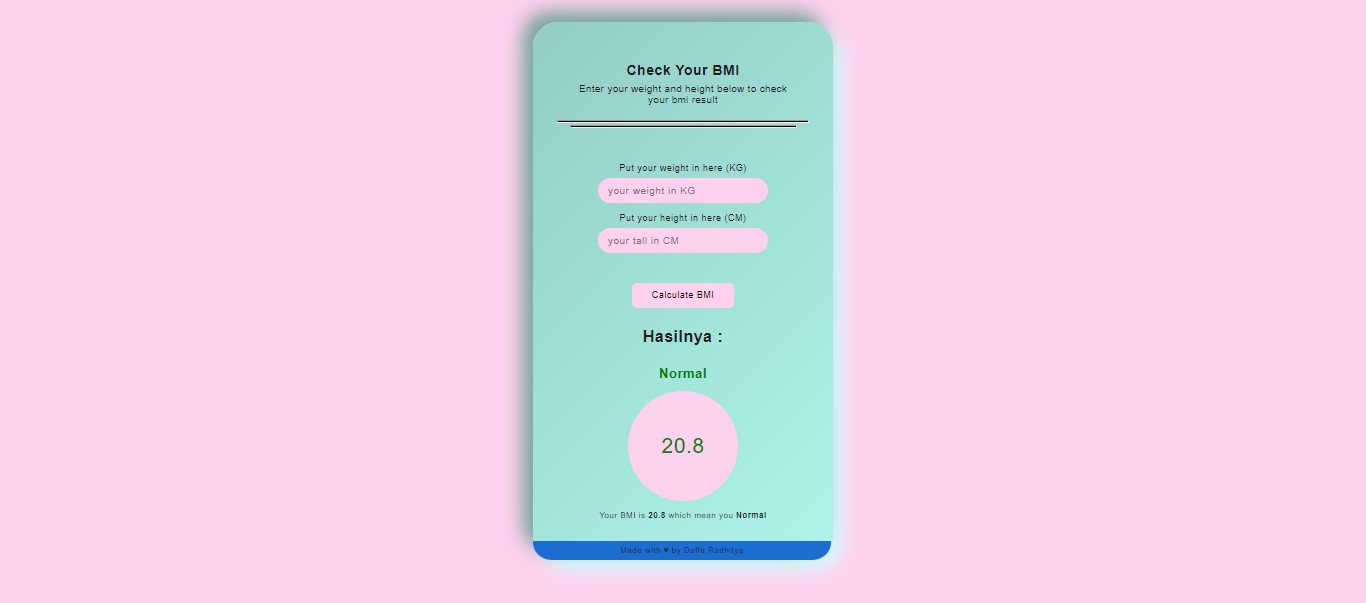 Check Your BMI
Enter your weight and height below to check
your bmi result
Put your weight in here (KG)
your weight in KG
Put your height in here (CM)
your tall in CM
Calculate BMI
Hasilnya :
Normal
20.8
Your BMI is 20.8 which mean you Normal
Made with ♥ by Daffa Radhitya